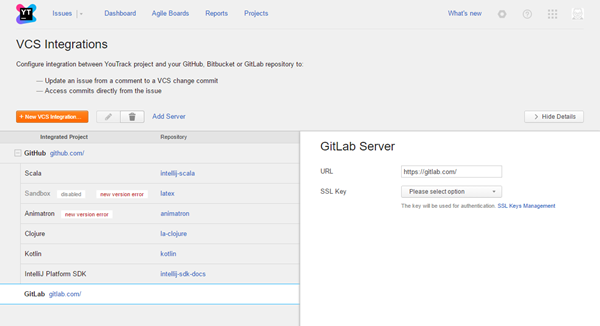 YT
Issues
Dashboard
Agile Boards
Reports
Projects
What's new
VCS Integrations
Configure integration between YouTrack project and your GitHub, Bitbucket or GitLab repository to:
— Update an issue from a comment to a VCS change commit
— Access commits directly from the issue
+ New VCS Integration...
Add Server
> Hide Details
Integrated Project Repository
GitHub github.com/
Scala intellij-scala
Sandbox disabled new version error latex
Animatron new version error animatron
Clojure la-clojure
Kotlin kotlin
IntelliJ Platform SDK intellij-sdk-docs
GitLab gitlab.com/
GitLab Server
URL https://gitlab.com/
SSL Key Please select option
The key will be used for authentication. SSL Keys Management